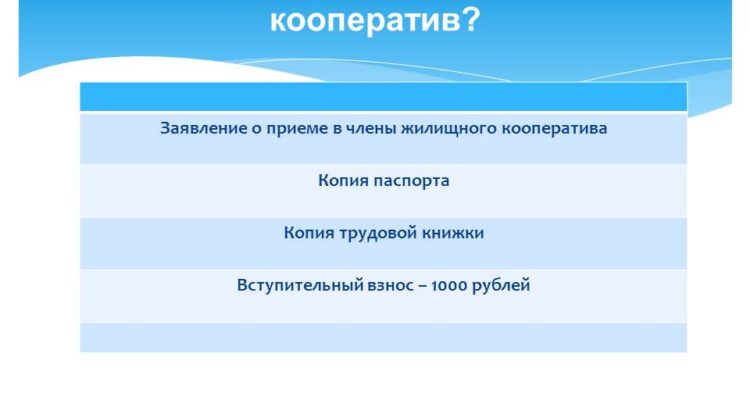 кооператив?
Заявление о приеме в члены жилищного кооператива
Копия паспорта
Копия трудовой книжки
Вступительный взнос – 1000 рублей